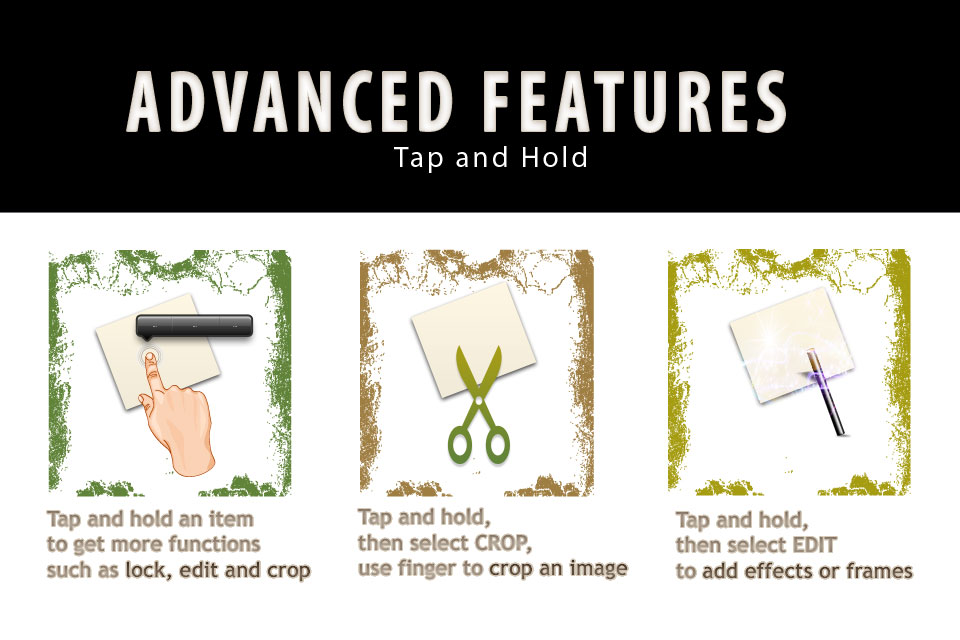 ADVANCED FEATURES
Tap and Hold
Tap and hold an item
to get more functions
such as lock, edit and crop
Tap and hold,
then select CROP,
use finger to crop an image
Tap and hold,
then select EDIT
to add effects or frames